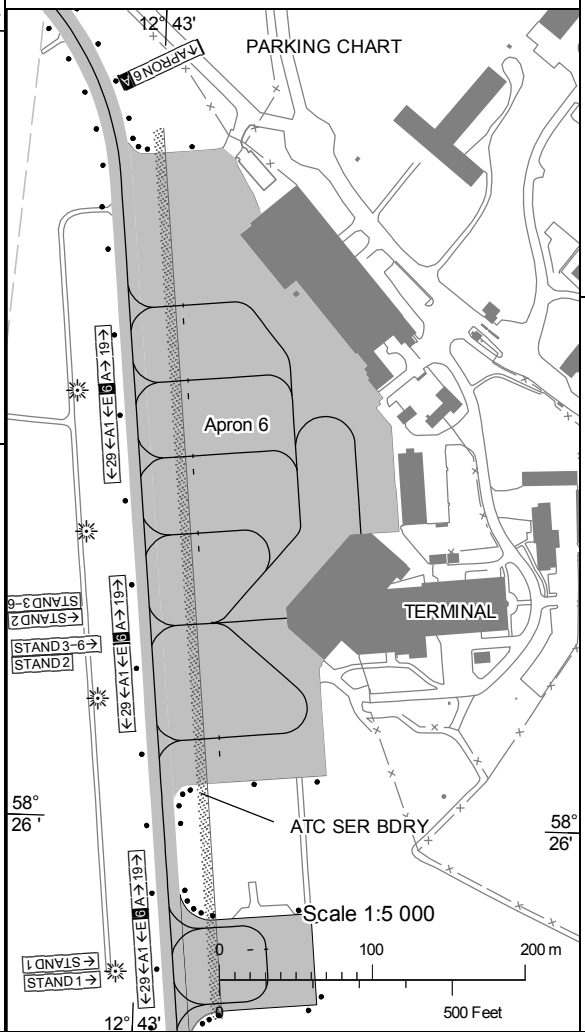 12° 43'
PARKING CHART
A ↑APRON 6
←29 ←A1 ←E 6 A→ 19→
Apron 6
STAND 3-6
←STAND 2
←29 ←A1 ←E 6 A→ 19→
TERMINAL
STAND 3-6→
STAND 2
58°
26 '
ATC SER BDRY
58°
26'
←29 ←A1 ←E 6 A→ 19→
Scale 1:5 000
0 100 200 m
←STAND 1
STAND 1→
0 500 Feet
12° 43'